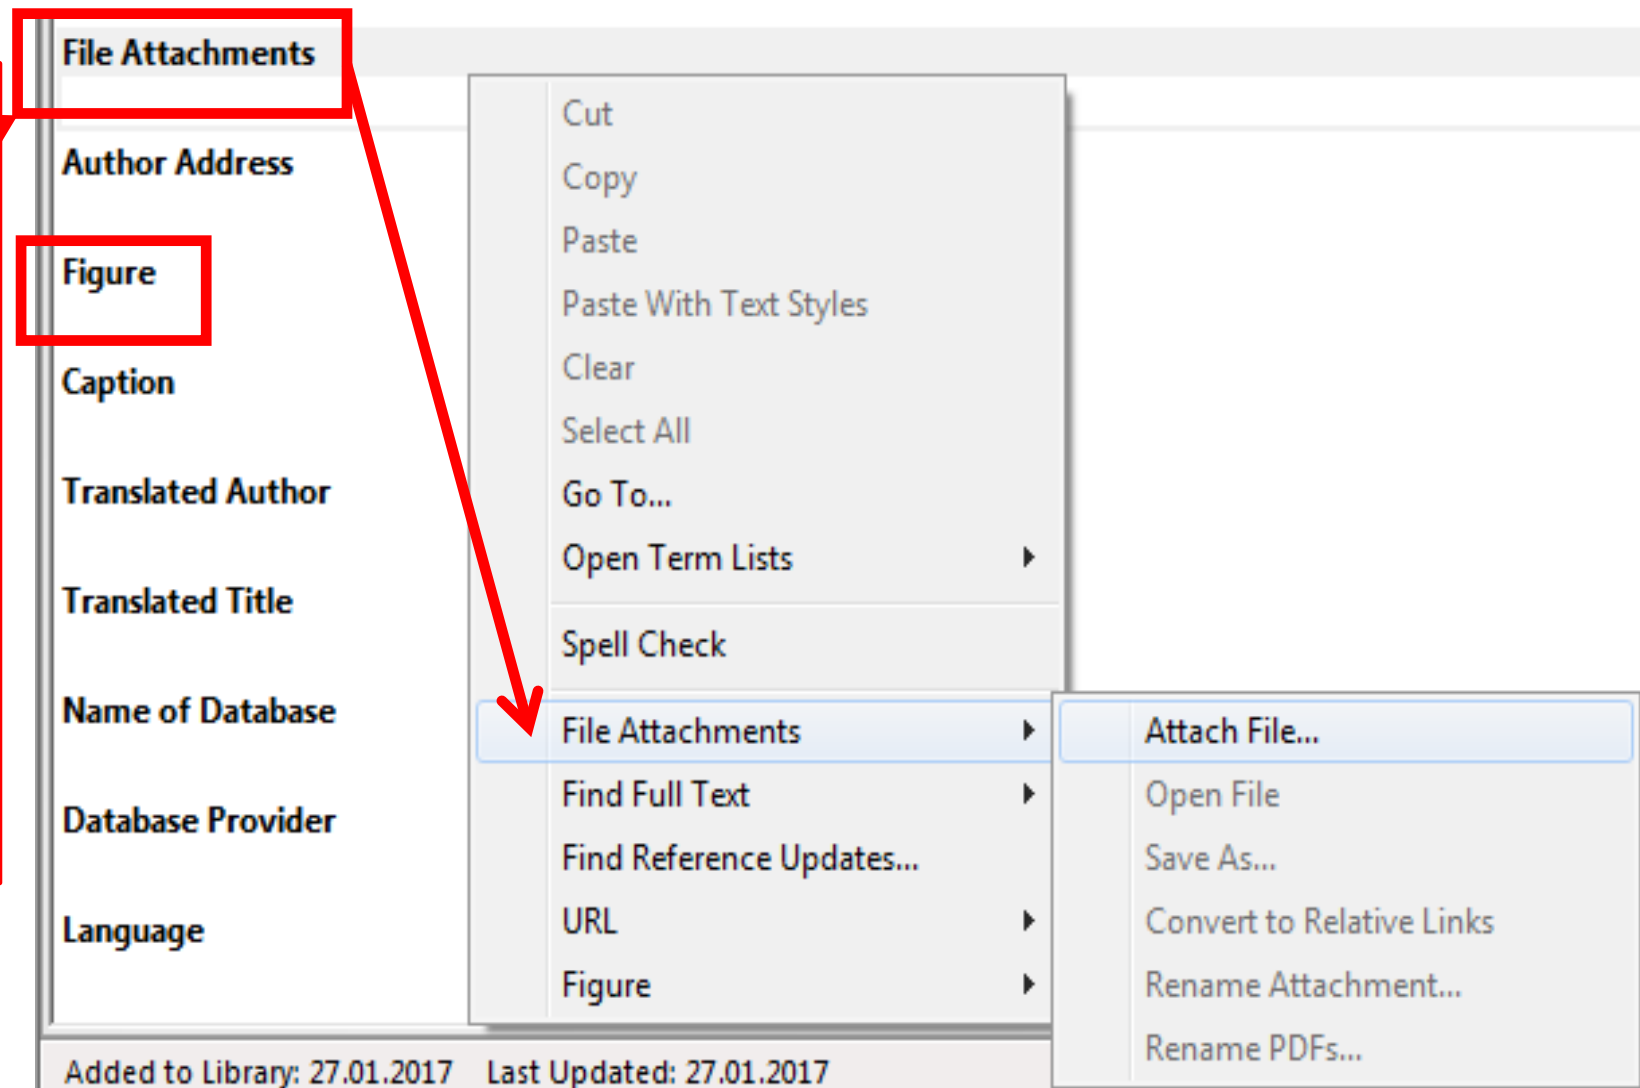 File Attachments
Author Address
Figure
Caption
Translated Author
Translated Title
Name of Database
Database Provider
Language
Cut
Copy
Paste
Paste With Text Styles
Clear
Select All
Go To...
Open Term Lists
Spell Check
File Attachments
Find Full Text
Find Reference Updates...
URL
Figure
Attach File...
Open File
Save As...
Convert to Relative Links
Rename Attachment...
Rename PDFs...
Added to Library: 27.01.2017 Last Updated: 27.01.2017